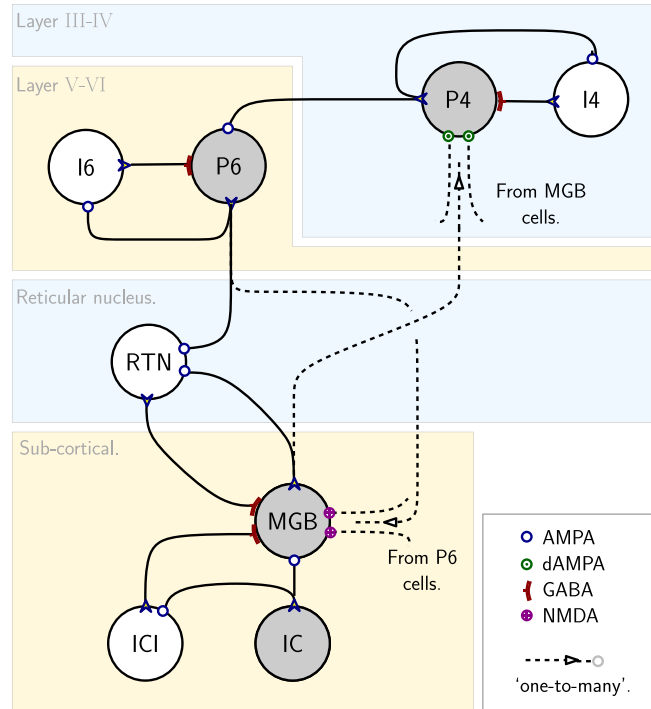 Layer III-IV
P4
I4
Layer V-VI
I6
P6
From MGB
cells.
Reticular nucleus.
RTN
Sub-cortical.
MGB
From P6
cells.
ICI
IC
AMPA
dAMPA
GABA
NMDA
‘one-to-many’.